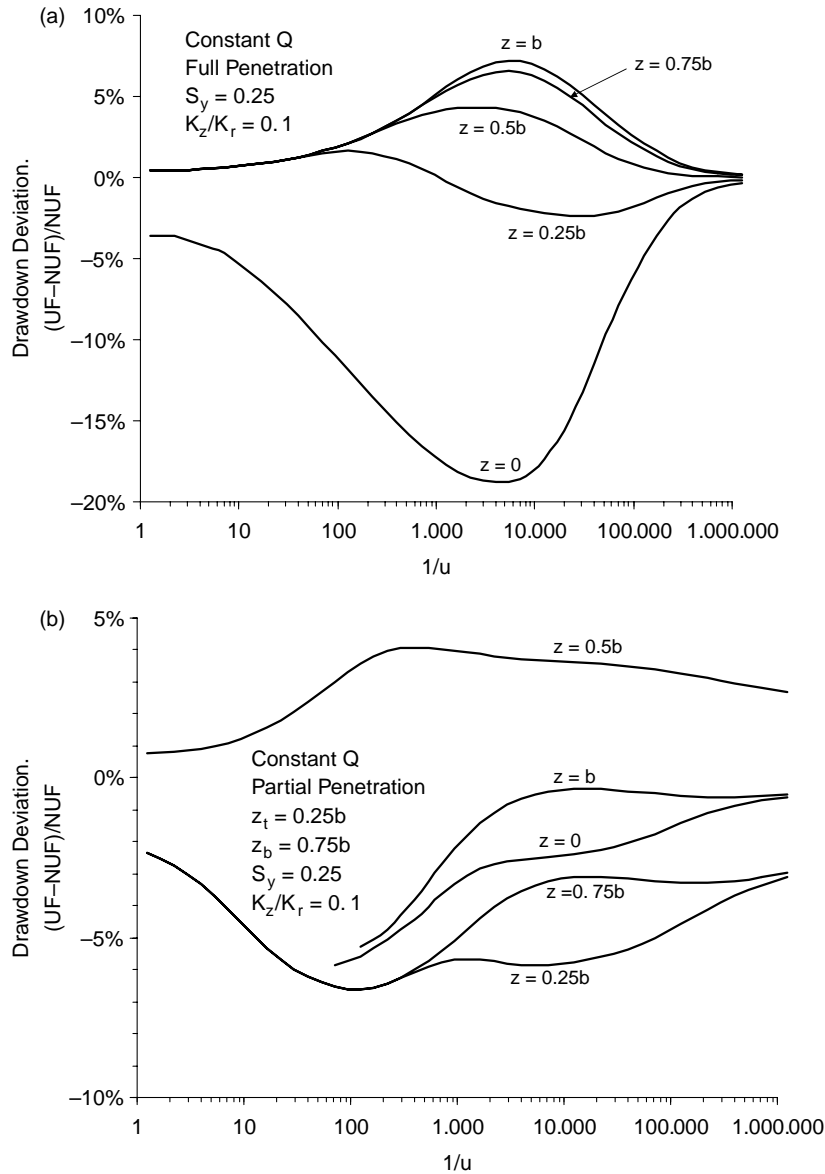 (a)
10%
5%
0%
−5%
−10%
−15%
−20%
Drawdown Deviation.
(UF–NUF)/NUF
Constant Q
Full Penetration
S_y = 0.25
K_z/K_r = 0.1
z = b
z = 0.75b
z = 0.5b
z = 0.25b
z = 0
1 10 100 1.000 10.000 100.000 1.000.000
1/u
(b)
5%
0%
−5%
−10%
Drawdown Deviation.
(UF–NUF)/NUF
z = 0.5b
Constant Q
Partial Penetration
z_t = 0.25b
z_b = 0.75b
S_y = 0.25
K_z/K_r = 0.1
z = b
z = 0
z =0.75b
z = 0.25b
1 10 100 1.000 10.000 100.000 1.000.000
1/u